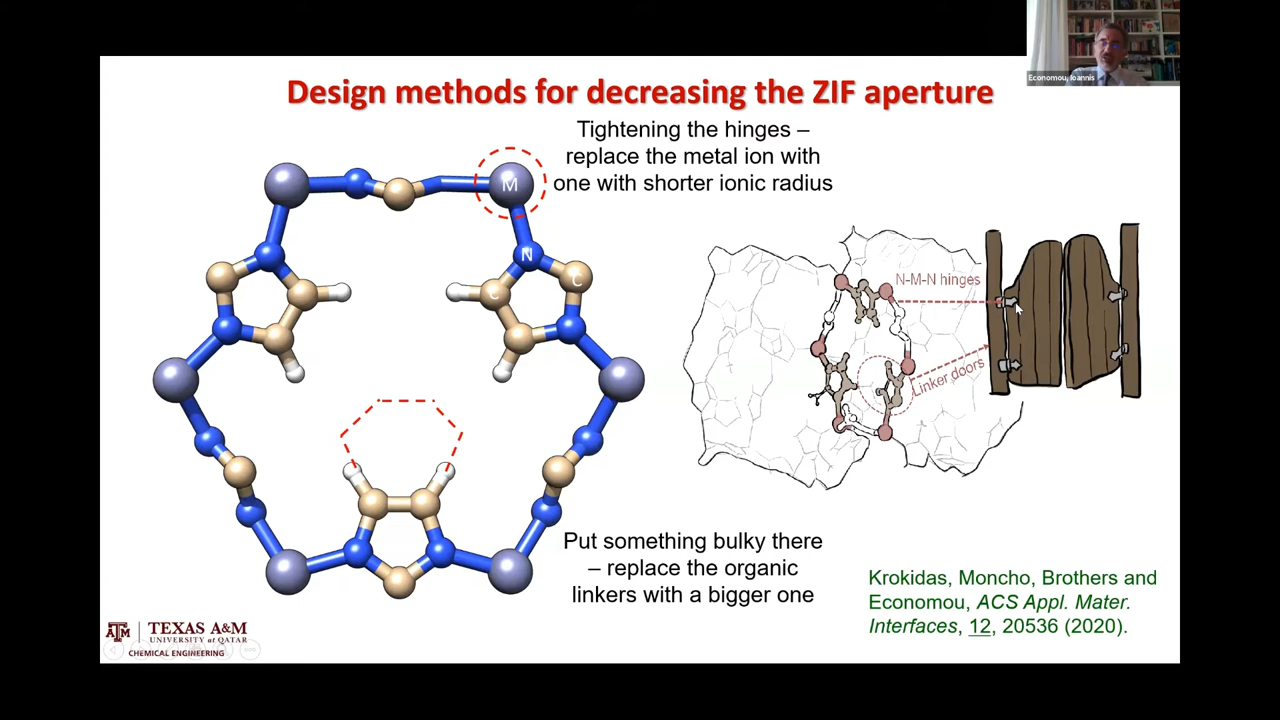 Economou, Ioannis
Design methods for decreasing the ZIF aperture
Tightening the hinges –
replace the metal ion with
one with shorter ionic radius
M
N
C
C
N-M-N hinges
Linker doors
Put something bulky there
– replace the organic
linkers with a bigger one
Krokidas, Moncho, Brothers and
Economou, ACS Appl. Mater.
Interfaces, 12, 20536 (2020).
ATM
TEXAS A&M
UNIVERSITY at QATAR
CHEMICAL ENGINEERING